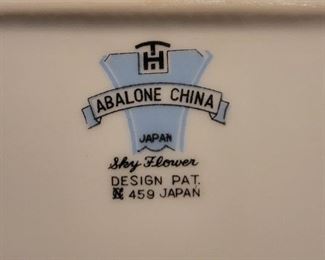 TH
ABALONE CHINA
JAPAN
Sky Flower
DESIGN PAT.
459 JAPAN